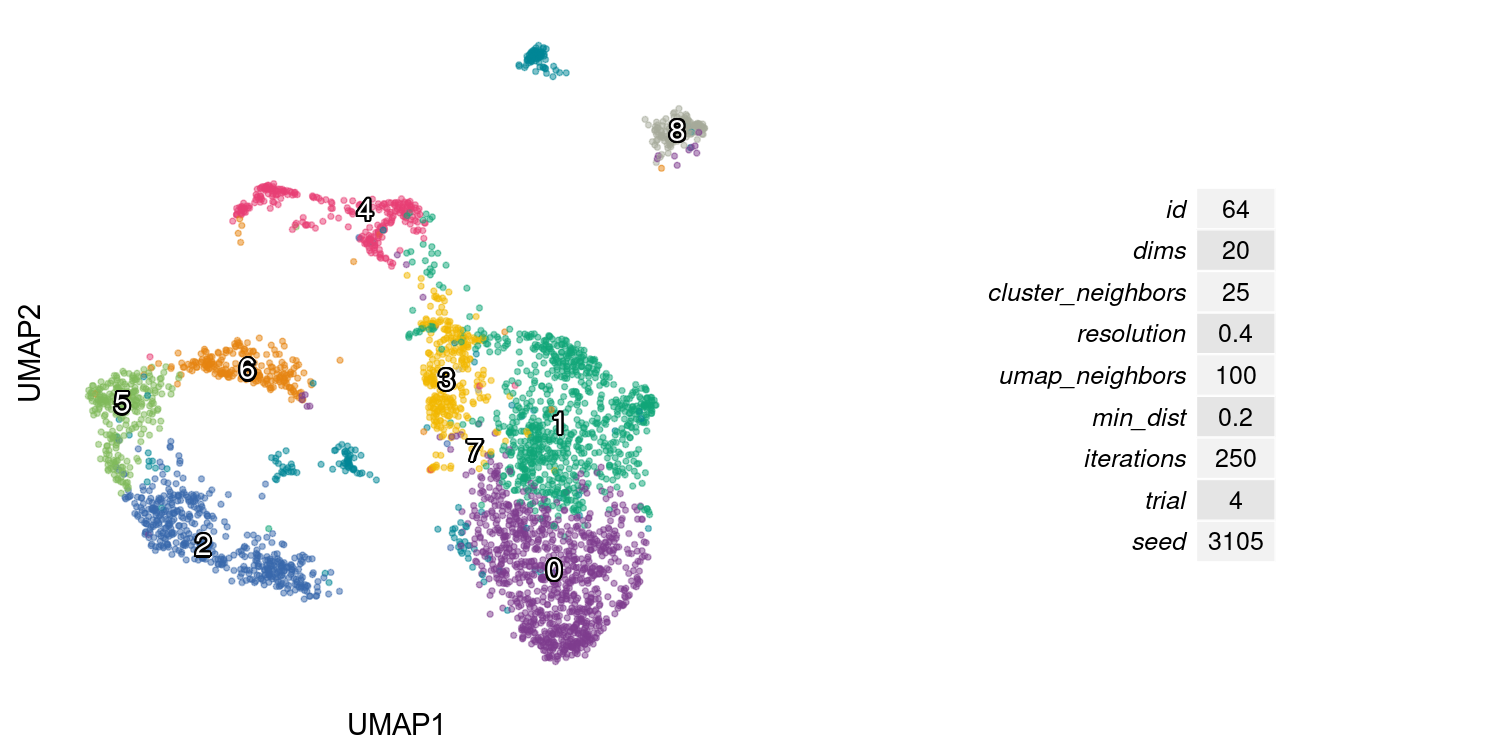 8
4
6
3
5
1
7
2
0
UMAP2
UMAP1
id 64
dims 20
cluster_neighbors 25
resolution 0.4
umap_neighbors 100
min_dist 0.2
iterations 250
trial 4
seed 3105